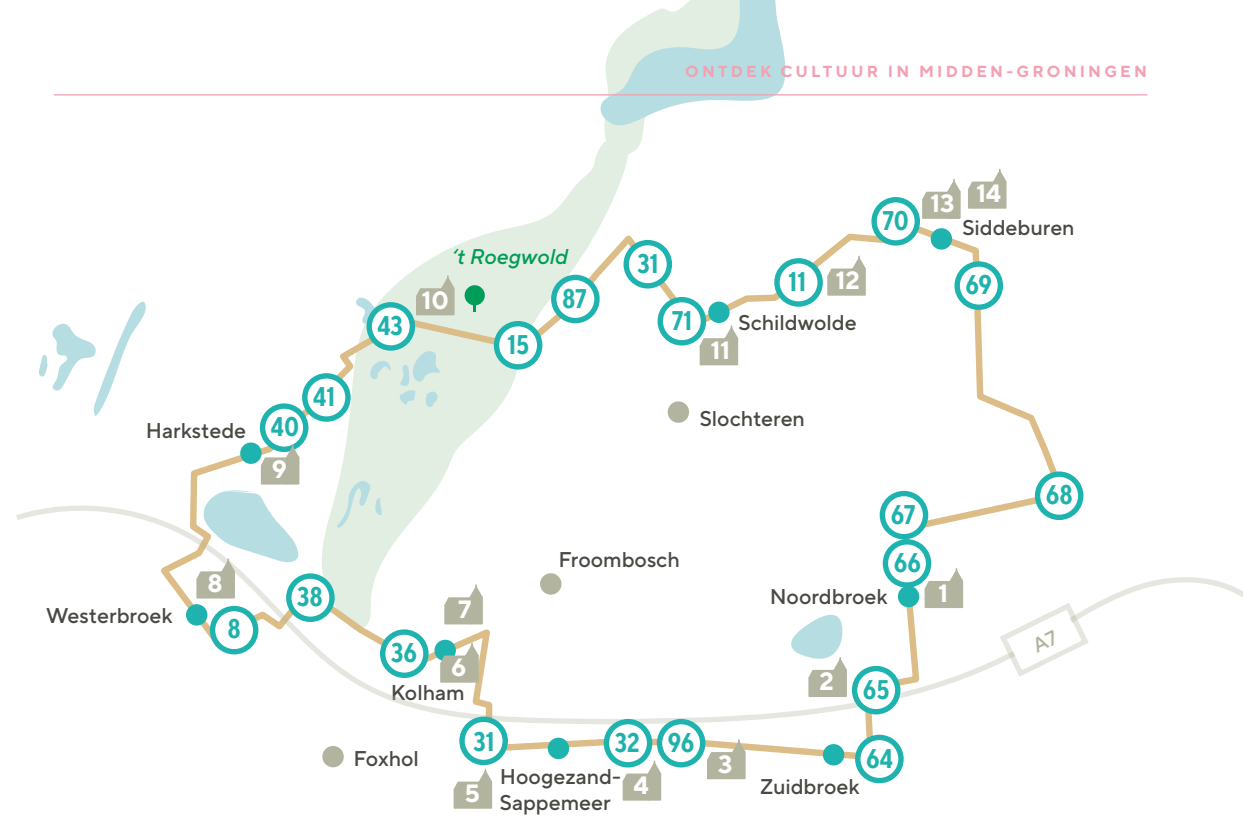 ONTDEK CULTUUR IN MIDDEN-GRONINGEN
14
13
70
Siddeburen
't Roegwold
31
11
12
69
10
87
43
71
Schildwolde
15
11
41
Slochteren
40
Harkstede
9
68
67
Froombosch
66
8
38
Noordbroek
1
7
Westerbroek
8
A7
36
6
2
65
Kolham
31
32
96
3
64
Foxhol
5
Hoogezand-
Sappemeer
4
Zuidbroek